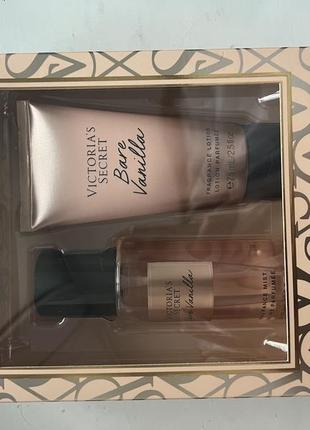 VICTORIA'S
SECRET
Bare
Vanilla
FRAGRANCE LOTION
LOTION PARFUMÉE
VICTORIA'S
SECRET
Vanilla